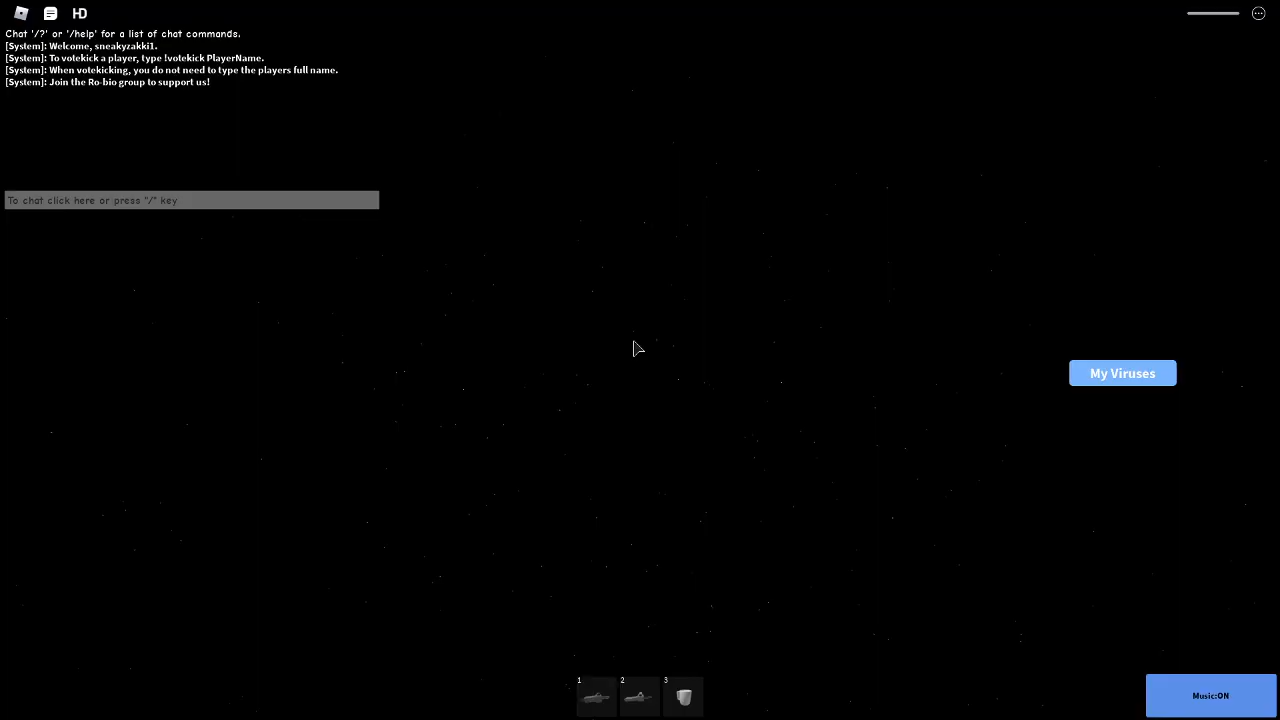 HD
Chat '/?' or '/help' for a list of chat commands.
[System]: Welcome, sneakyzakki1.
[System]: To votekick a player, type !votekick PlayerName.
[System]: When votekicking, you do not need to type the players full name.
[System]: Join the Ro-bio group to support us!
To chat click here or press "/" key
My Viruses
1 2 3
Music:ON